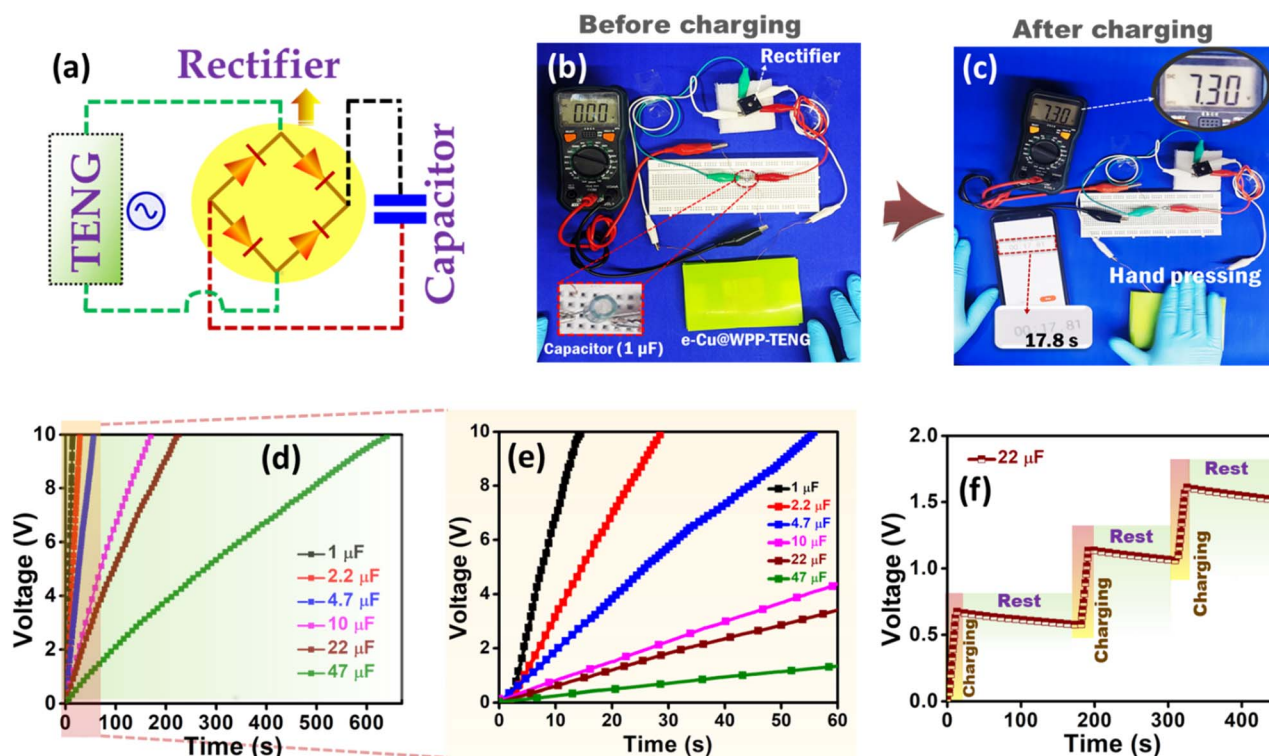 Before charging
After charging
(a)
Rectifier
TENG
Capacitor
(b)
Rectifier
0.00
Capacitor (1 µF)
e-Cu@WPP-TENG
(c)
7.30
730
Hand pressing
00:17.81
17.8 s
(d)
Voltage (V)
10
8
6
4
2
0
1 µF
2.2 µF
4.7 µF
10 µF
22 µF
47 µF
0 100 200 300 400 500 600
Time (s)
(e)
Voltage (V)
10
8
6
4
2
0
1 µF
2.2 µF
4.7 µF
10 µF
22 µF
47 µF
0 10 20 30 40 50 60
Time (s)
(f)
Voltage (V)
2.0
1.5
1.0
0.5
0.0
22 µF
Rest
Rest
Rest
Charging
Charging
Charging
0 100 200 300 400
Time (s)